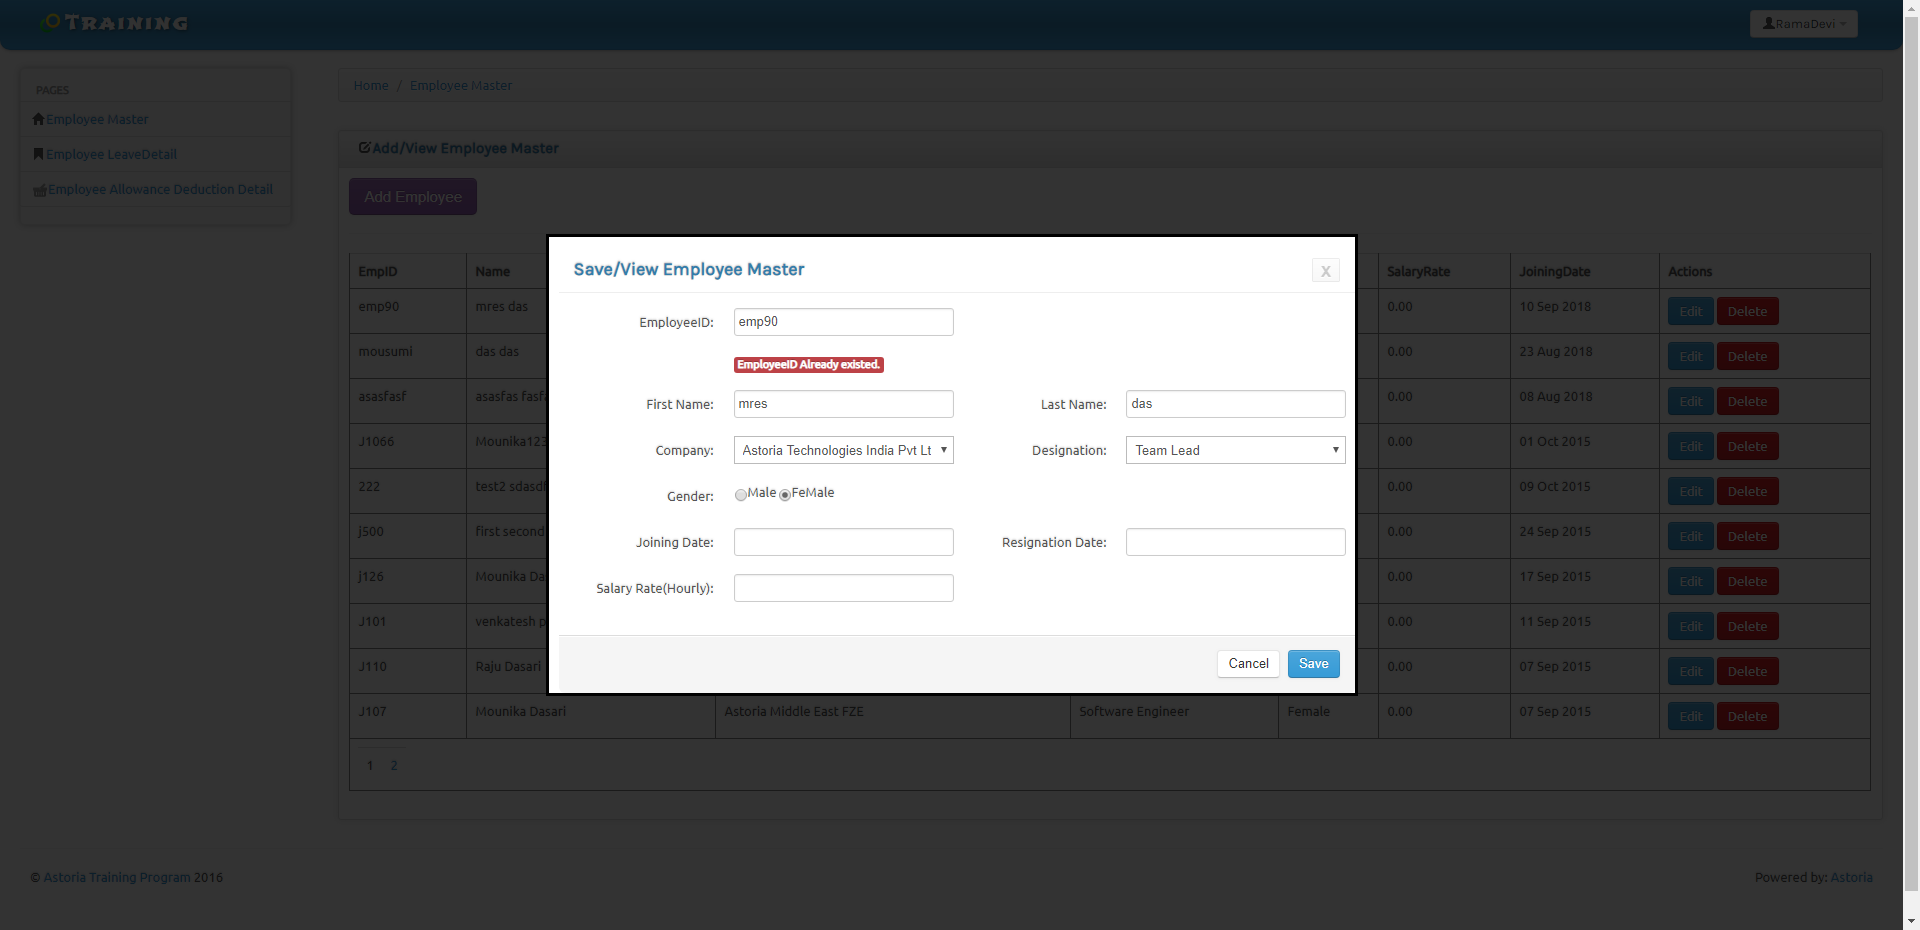 TRAINING
RamaDevi
PAGES
Employee Master
Employee LeaveDetail
Employee Allowance Deduction Detail
Home / Employee Master
Add/View Employee Master
Add Employee
EmpID Name SalaryRate JoiningDate Actions
emp90 mres das 0.00 10 Sep 2018 Edit Delete
mousumi das das 0.00 23 Aug 2018 Edit Delete
asasfasf asasfas fasf 0.00 08 Aug 2018 Edit Delete
J1066 Mounika123 0.00 01 Oct 2015 Edit Delete
222 test2 sdasdf 0.00 09 Oct 2015 Edit Delete
j500 first second 0.00 24 Sep 2015 Edit Delete
j126 Mounika Da 0.00 17 Sep 2015 Edit Delete
J101 venkatesh p 0.00 11 Sep 2015 Edit Delete
J110 Raju Dasari 0.00 07 Sep 2015 Edit Delete
J107 Mounika Dasari Astoria Middle East FZE Software Engineer Female 0.00 07 Sep 2015 Edit Delete
1 2
Save/View Employee Master
X
EmployeeID: emp90
EmployeeID Already existed.
First Name: mres Last Name: das
Company: Astoria Technologies India Pvt Lt Designation: Team Lead
Gender: Male FeMale
Joining Date: Resignation Date:
Salary Rate(Hourly):
Cancel Save
© Astoria Training Program 2016
Powered by: Astoria